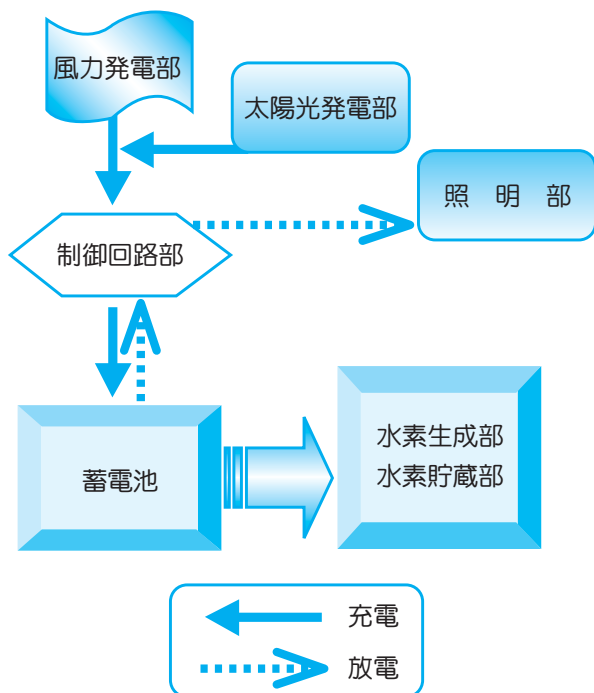 風力発電部
太陽光発電部
照 明 部
制御回路部
蓄電池
水素生成部
水素貯蔵部
充電
放電